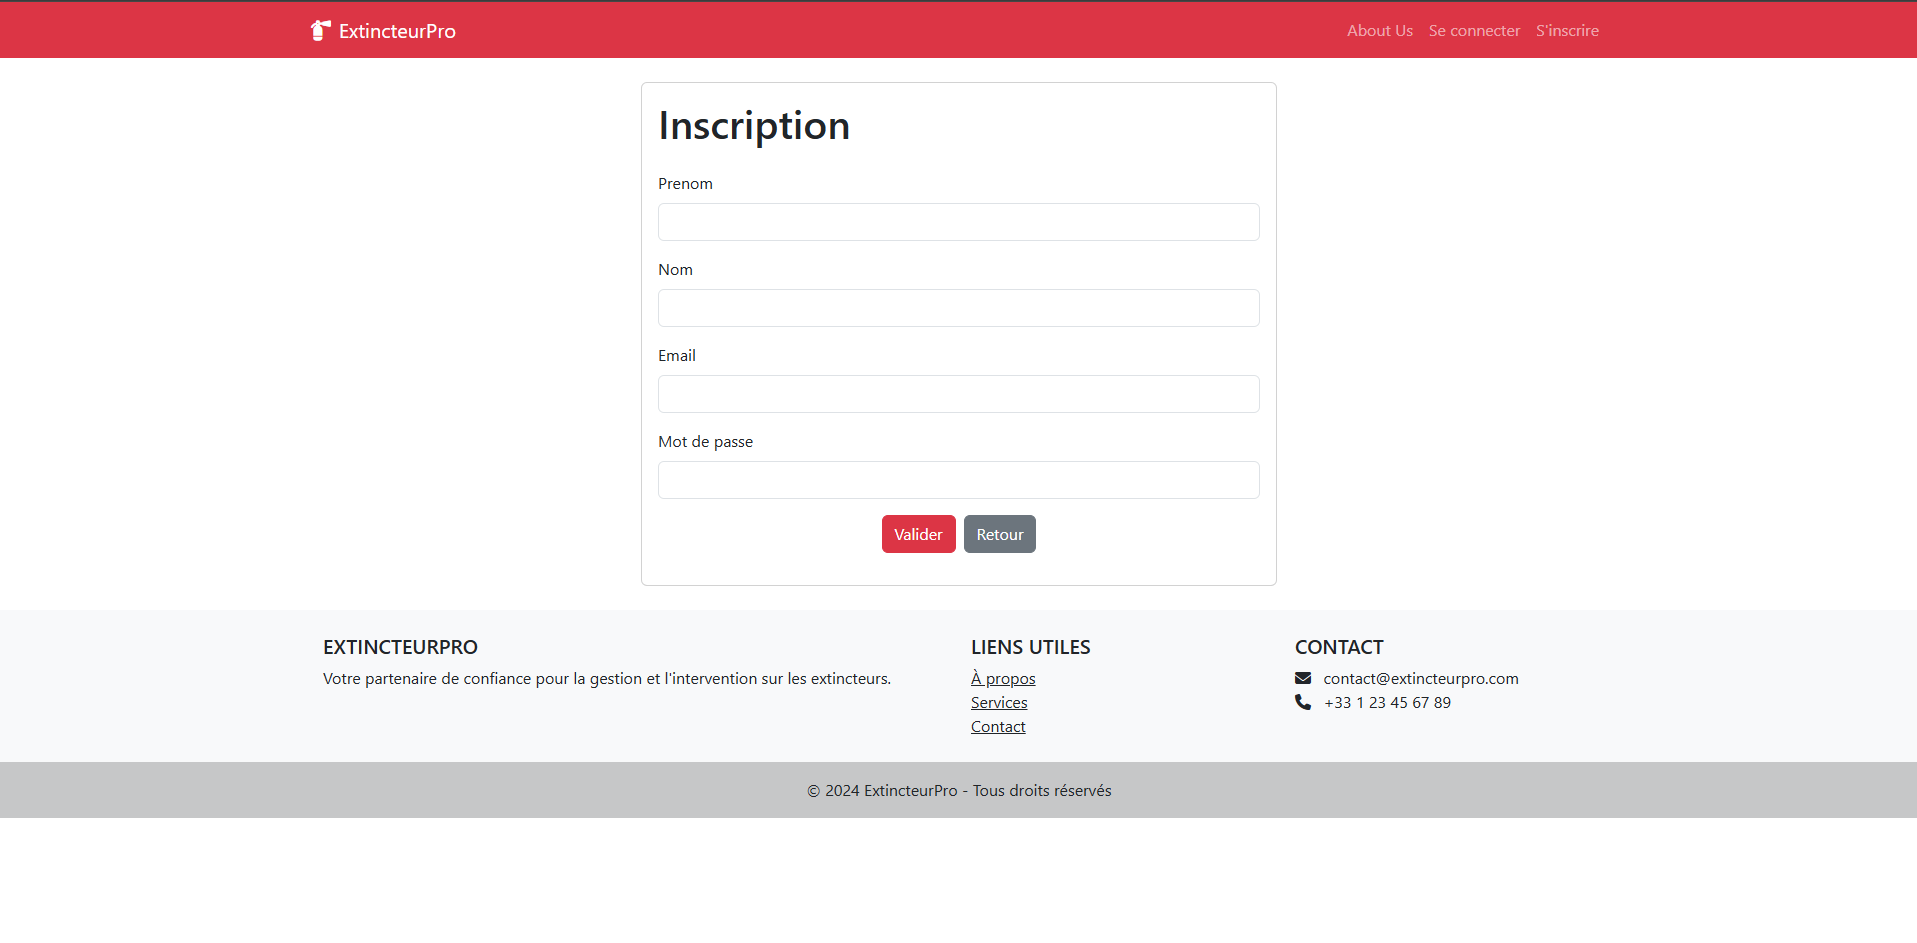 ExtincteurPro
About Us Se connecter S'inscrire
Inscription
Prenom
Nom
Email
Mot de passe
Valider Retour
EXTINCTEURPRO
Votre partenaire de confiance pour la gestion et l'intervention sur les extincteurs.
LIENS UTILES
À propos
Services
Contact
CONTACT
contact@extincteurpro.com
+33 1 23 45 67 89
© 2024 ExtincteurPro - Tous droits réservés